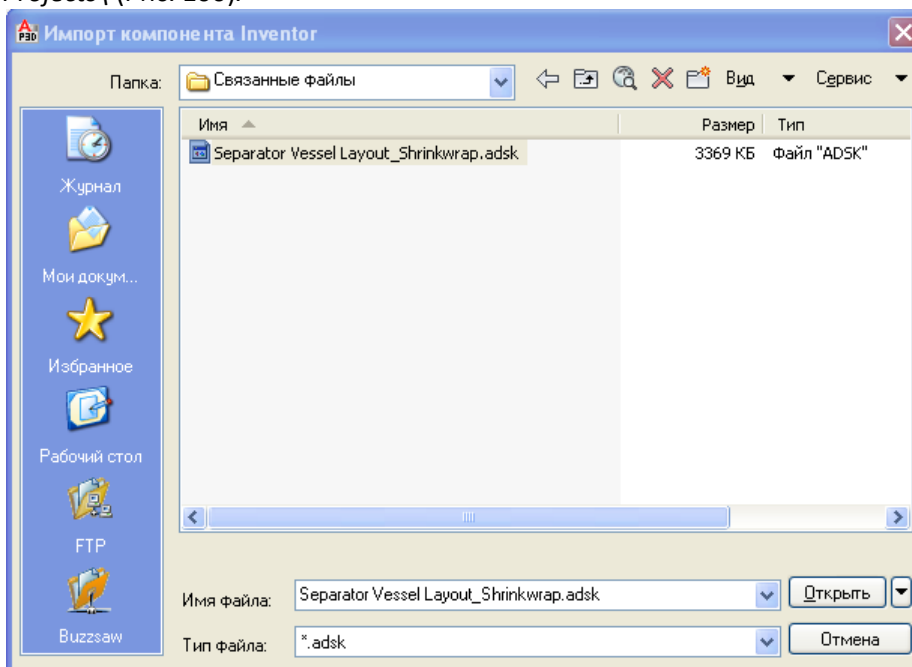 Projects\
Импорт компонента Inventor
Папка:
Связанные файлы
Вид
Сервис
Имя
Размер
Тип
Separator Vessel Layout_Shrinkwrap.adsk
3369 КБ
Файл "ADSK"
Журнал
Мои докум...
Избранное
Рабочий стол
FTP
Buzzsaw
Имя файла:
Separator Vessel Layout_Shrinkwrap.adsk
Открыть
Тип файла:
*.adsk
Отмена